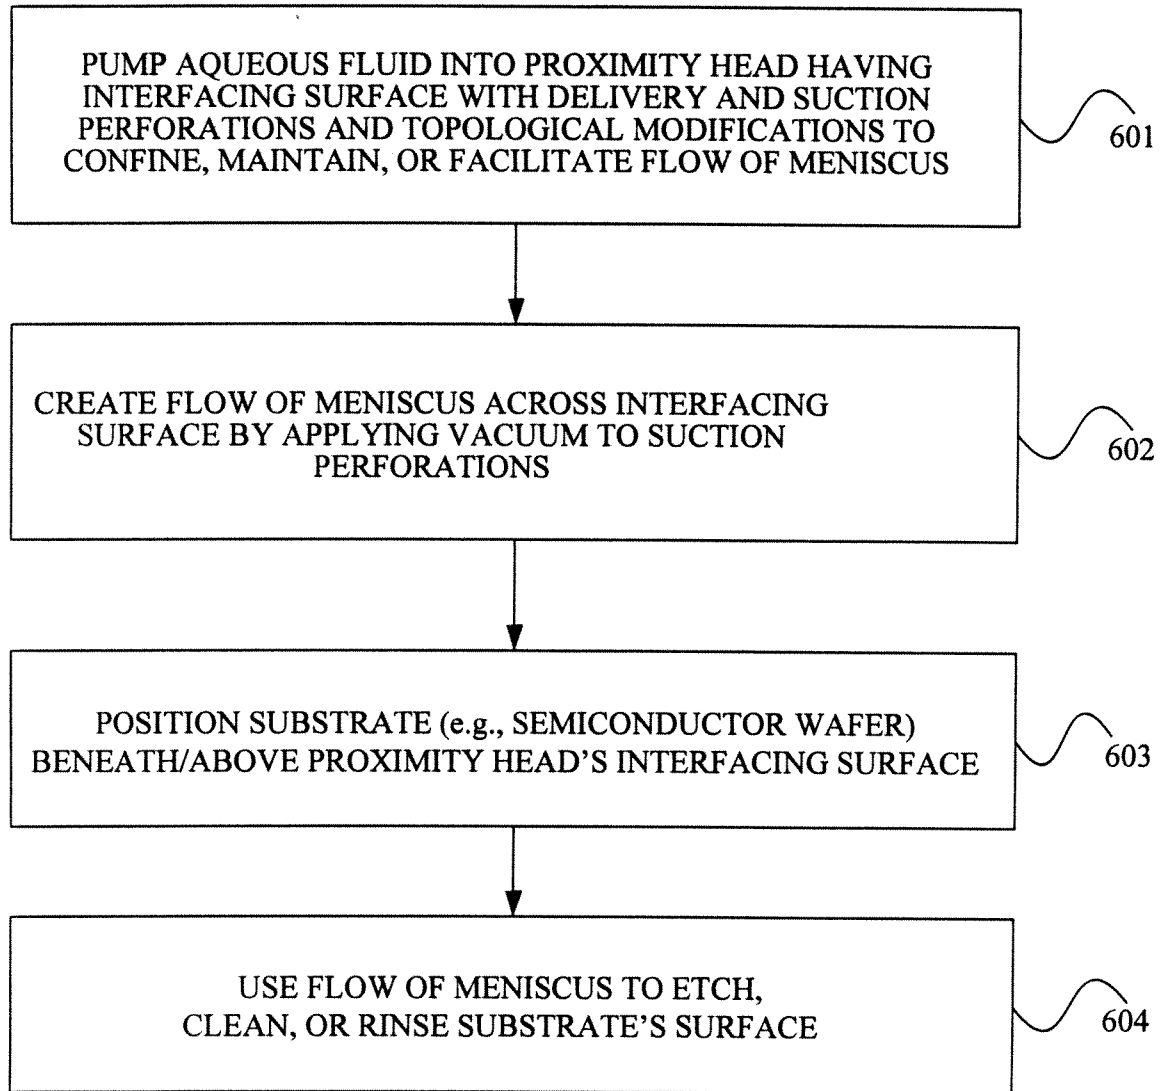 PUMP AQUEOUS FLUID INTO PROXIMITY HEAD HAVING
INTERFACING SURFACE WITH DELIVERY AND SUCTION
PERFORATIONS AND TOPOLOGICAL MODIFICATIONS TO
CONFINE, MAINTAIN, OR FACILITATE FLOW OF MENISCUS
601
CREATE FLOW OF MENISCUS ACROSS INTERFACING
SURFACE BY APPLYING VACUUM TO SUCTION
PERFORATIONS
602
POSITION SUBSTRATE (e.g., SEMICONDUCTOR WAFER)
BENEATH/ABOVE PROXIMITY HEAD'S INTERFACING SURFACE
603
USE FLOW OF MENISCUS TO ETCH,
CLEAN, OR RINSE SUBSTRATE'S SURFACE
604